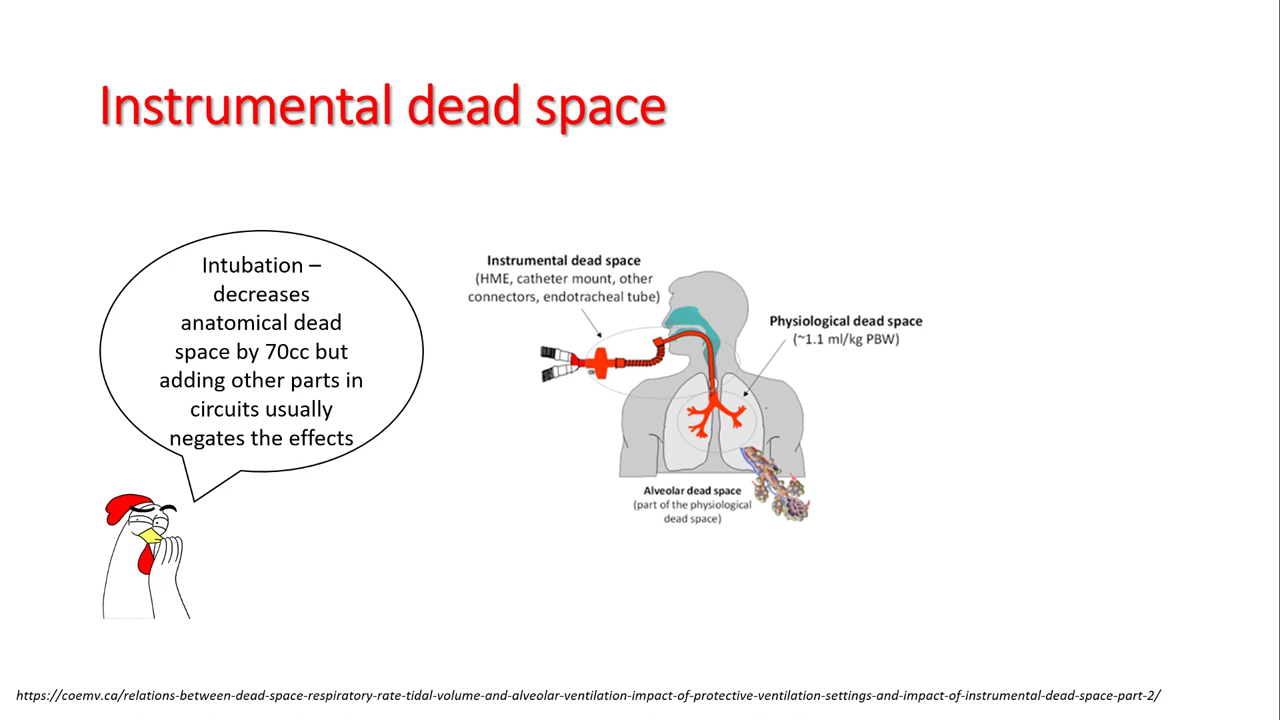 Instrumental dead space
Intubation –
decreases
anatomical dead
space by 70cc but
adding other parts in
circuits usually
negates the effects
Instrumental dead space
(HME, catheter mount, other
connectors, endotracheal tube)
Physiological dead space
(~1.1 ml/kg PBW)
Alveolar dead space
(part of the physiological
dead space)
https://coemv.ca/relations-between-dead-space-respiratory-rate-tidal-volume-and-alveolar-ventilation-impact-of-protective-ventilation-settings-and-impact-of-instrumental-dead-space-part-2/